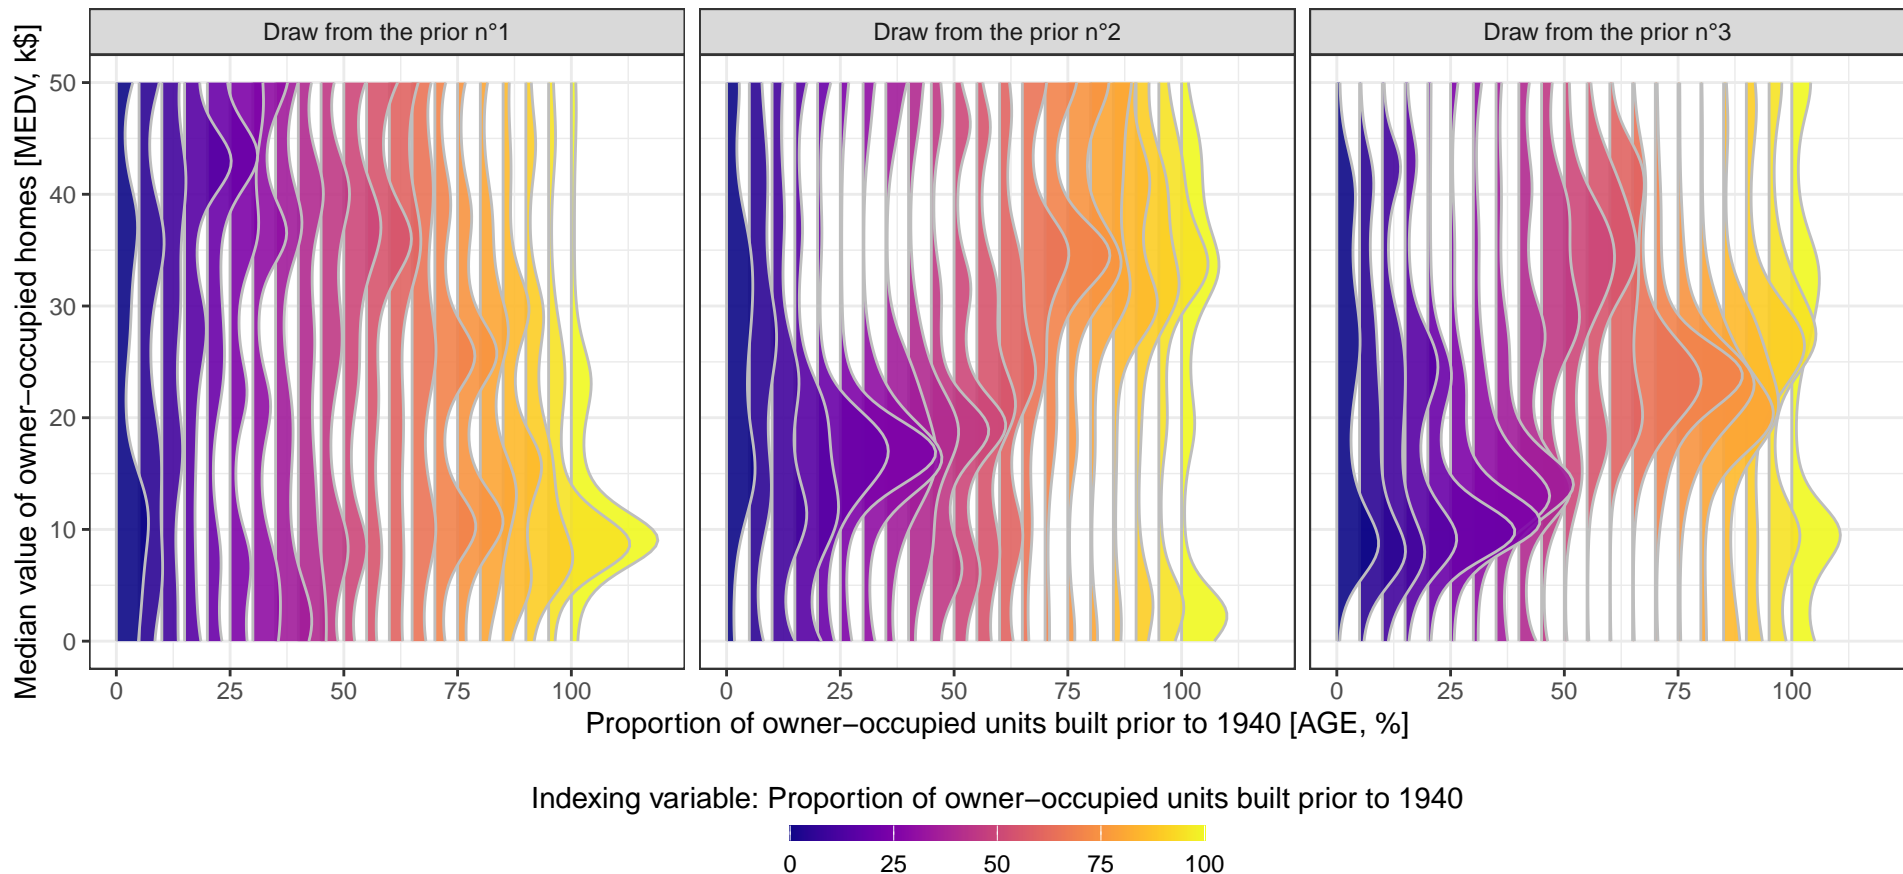 Draw from the prior n°1
Draw from the prior n°2
Draw from the prior n°3
Median value of owner−occupied homes [MEDV, k$]
50
40
30
20
10
0
0 25 50 75 100
0 25 50 75 100
0 25 50 75 100
Proportion of owner−occupied units built prior to 1940 [AGE, %]
Indexing variable: Proportion of owner−occupied units built prior to 1940
0 25 50 75 100